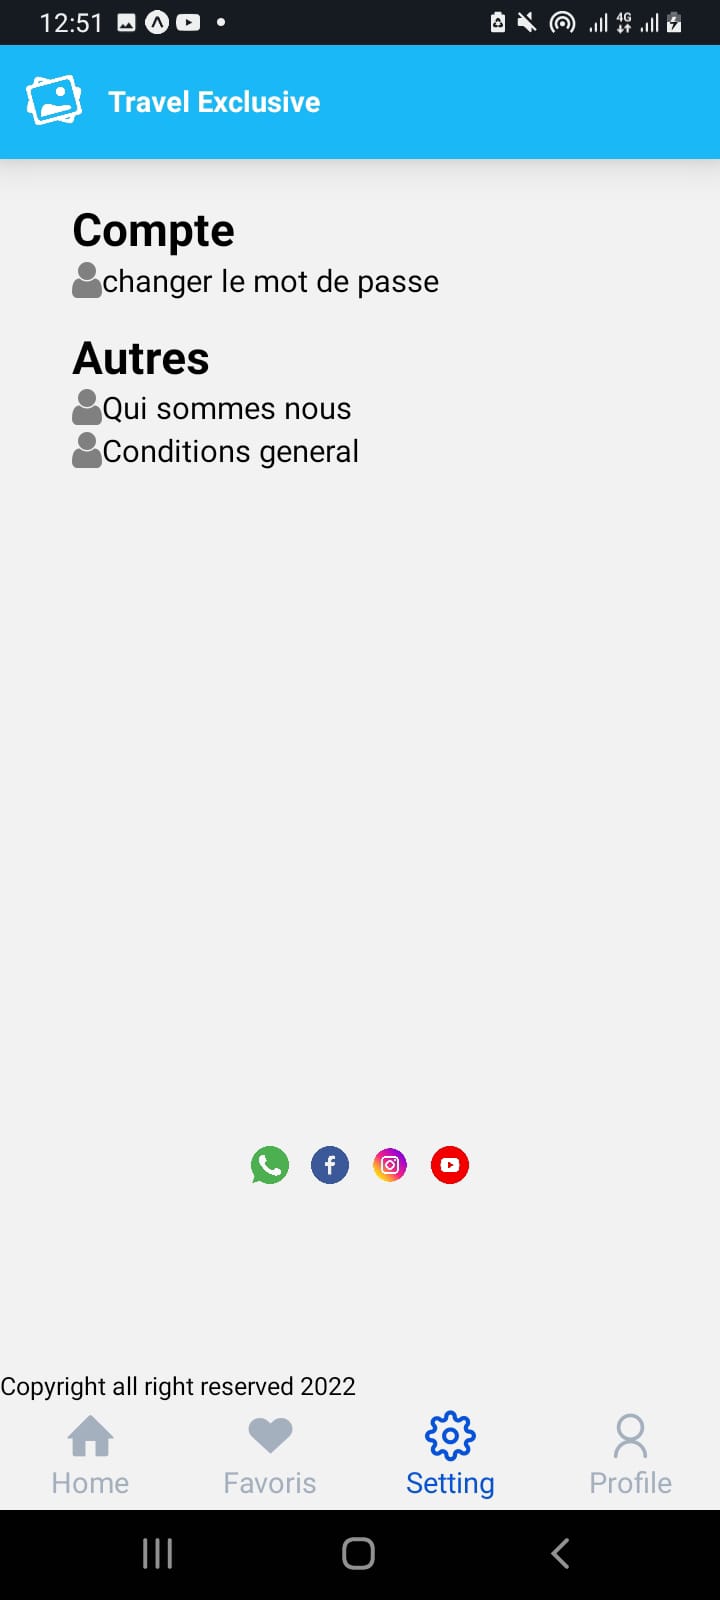 12:51
4G
Travel Exclusive
Compte
changer le mot de passe
Autres
Qui sommes nous
Conditions general
Copyright all right reserved 2022
Home Favoris Setting Profile